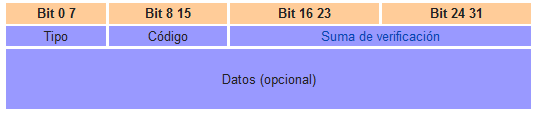 Bit 0 7 Bit 8 15 Bit 16 23 Bit 24 31
Tipo Código Suma de verificación
Datos (opcional)